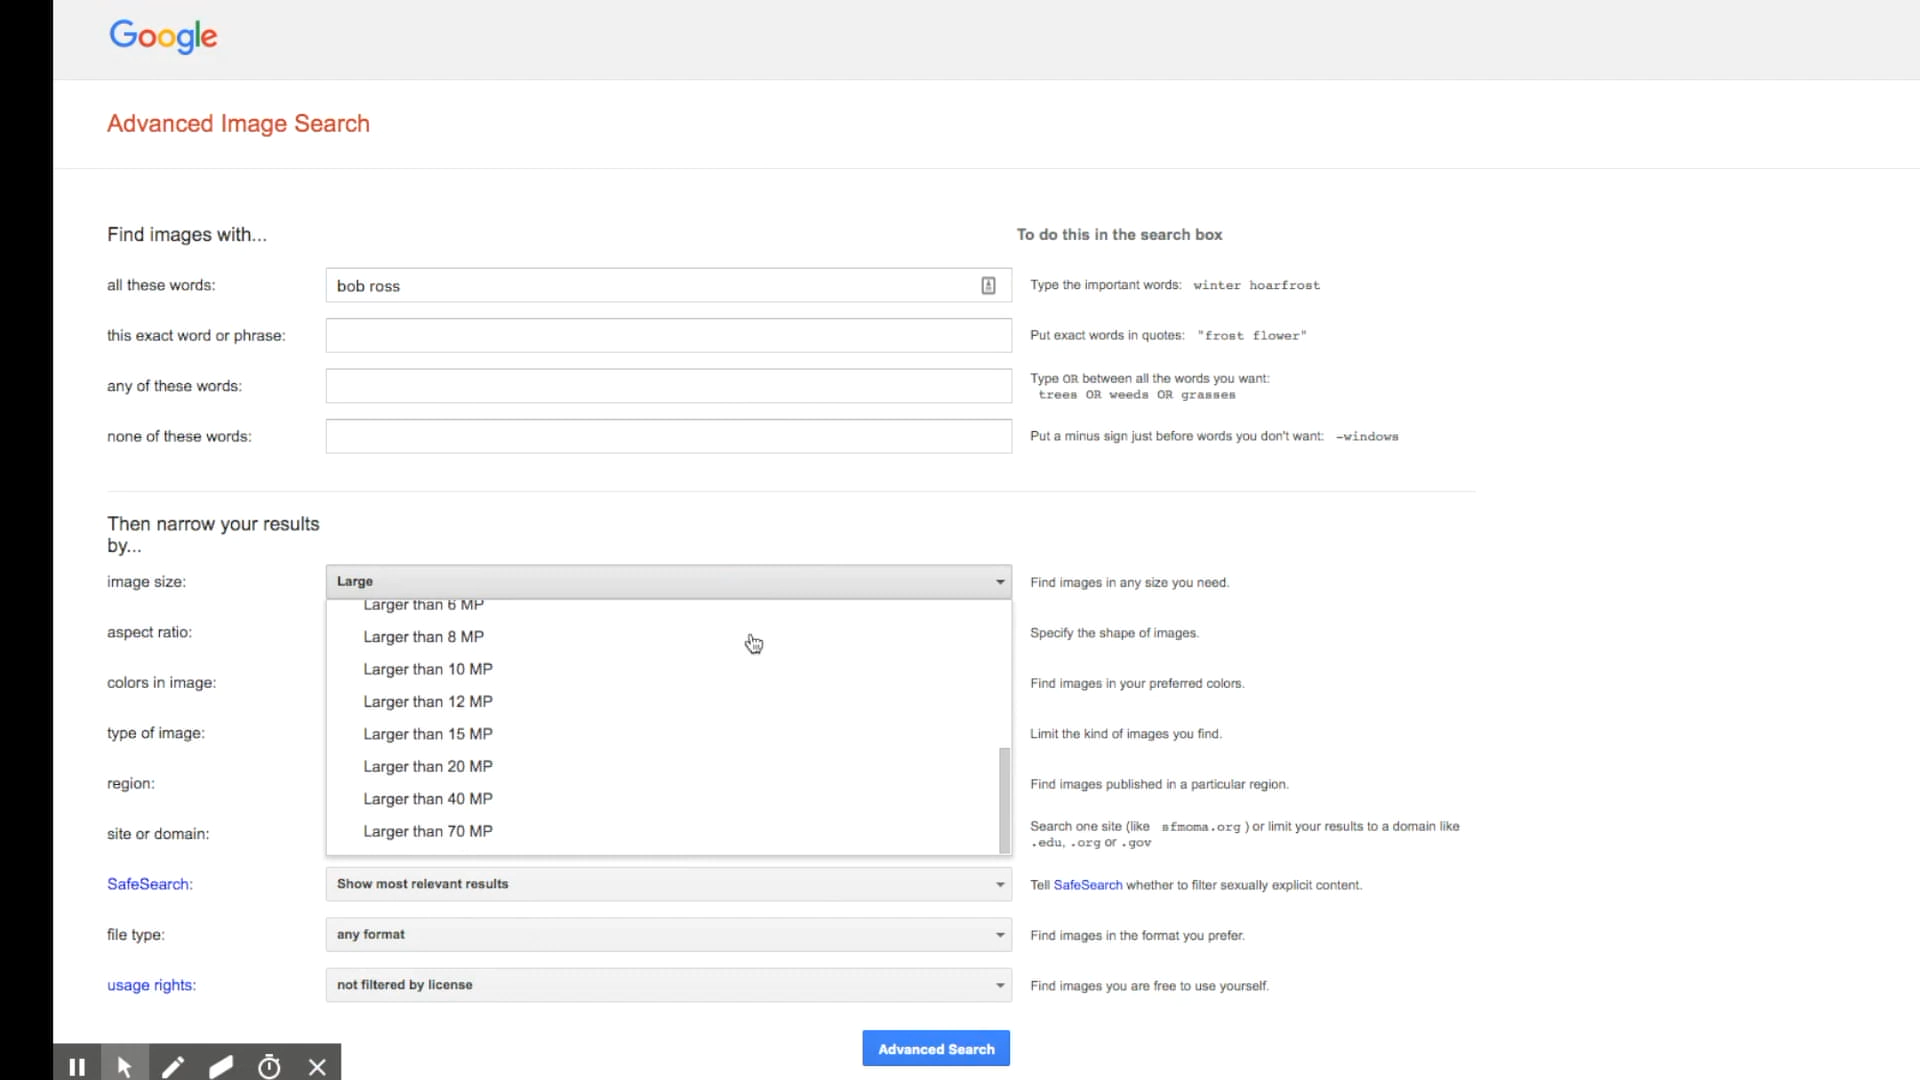 Google
Advanced Image Search
Find images with...
To do this in the search box
all these words:
bob ross
Type the important words: winter hoarfrost
this exact word or phrase:
Put exact words in quotes: "frost flower"
any of these words:
Type OR between all the words you want:
trees OR weeds OR grasses
none of these words:
Put a minus sign just before words you don't want: -windows
Then narrow your results
by...
image size:
Large
Find images in any size you need.
Larger than 6 MP
aspect ratio:
Larger than 8 MP
Specify the shape of images.
Larger than 10 MP
colors in image:
Find images in your preferred colors.
Larger than 12 MP
type of image:
Larger than 15 MP
Limit the kind of images you find.
Larger than 20 MP
region:
Find images published in a particular region.
Larger than 40 MP
site or domain:
Larger than 70 MP
Search one site (like sfmoma.org ) or limit your results to a domain like
.edu, .org or .gov
SafeSearch:
Show most relevant results
Tell SafeSearch whether to filter sexually explicit content.
file type:
any format
Find images in the format you prefer.
usage rights:
not filtered by license
Find images you are free to use yourself.
Advanced Search